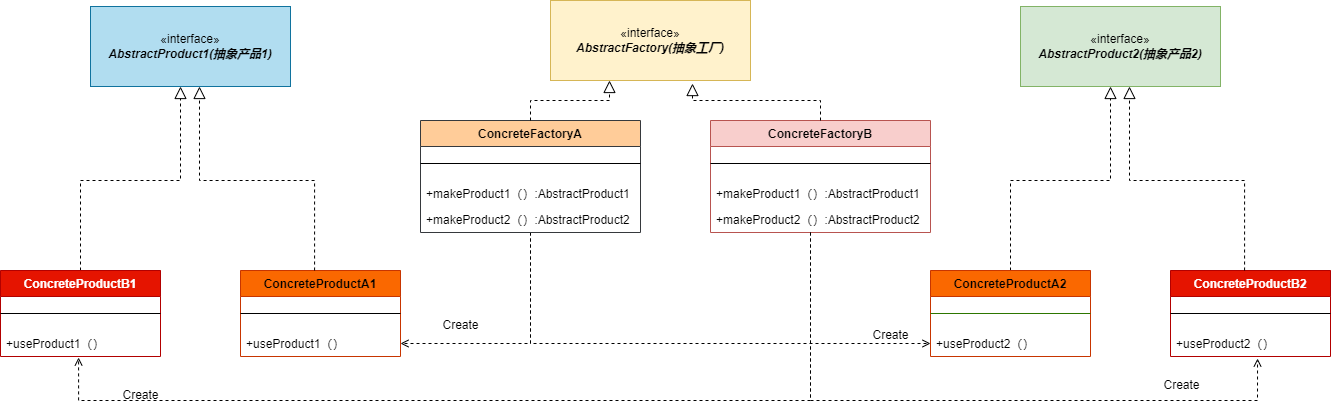 «interface»
AbstractProduct1(抽象产品1)
«interface»
AbstractFactory(抽象工厂)
«interface»
AbstractProduct2(抽象产品2)
ConcreteFactoryA
+makeProduct1（）:AbstractProduct1
+makeProduct2（）:AbstractProduct2
ConcreteFactoryB
+makeProduct1（）:AbstractProduct1
+makeProduct2（）:AbstractProduct2
ConcreteProductB1
+useProduct1（）
ConcreteProductA1
+useProduct1（）
ConcreteProductA2
+useProduct2（）
ConcreteProductB2
+useProduct2（）
Create
Create
Create
Create